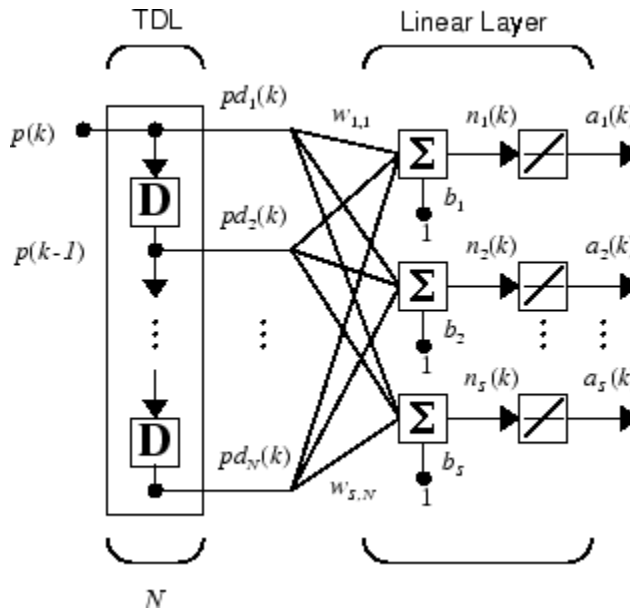 TDL
Linear Layer
pd1(k)
w1,1
n1(k)
a1(k)
p(k)
Σ
D
b1
1
pd2(k)
n2(k)
a2(k)
p(k-1)
Σ
b2
1
nS(k)
aS(k)
D
Σ
pdN(k)
bS
wS,N
1
N